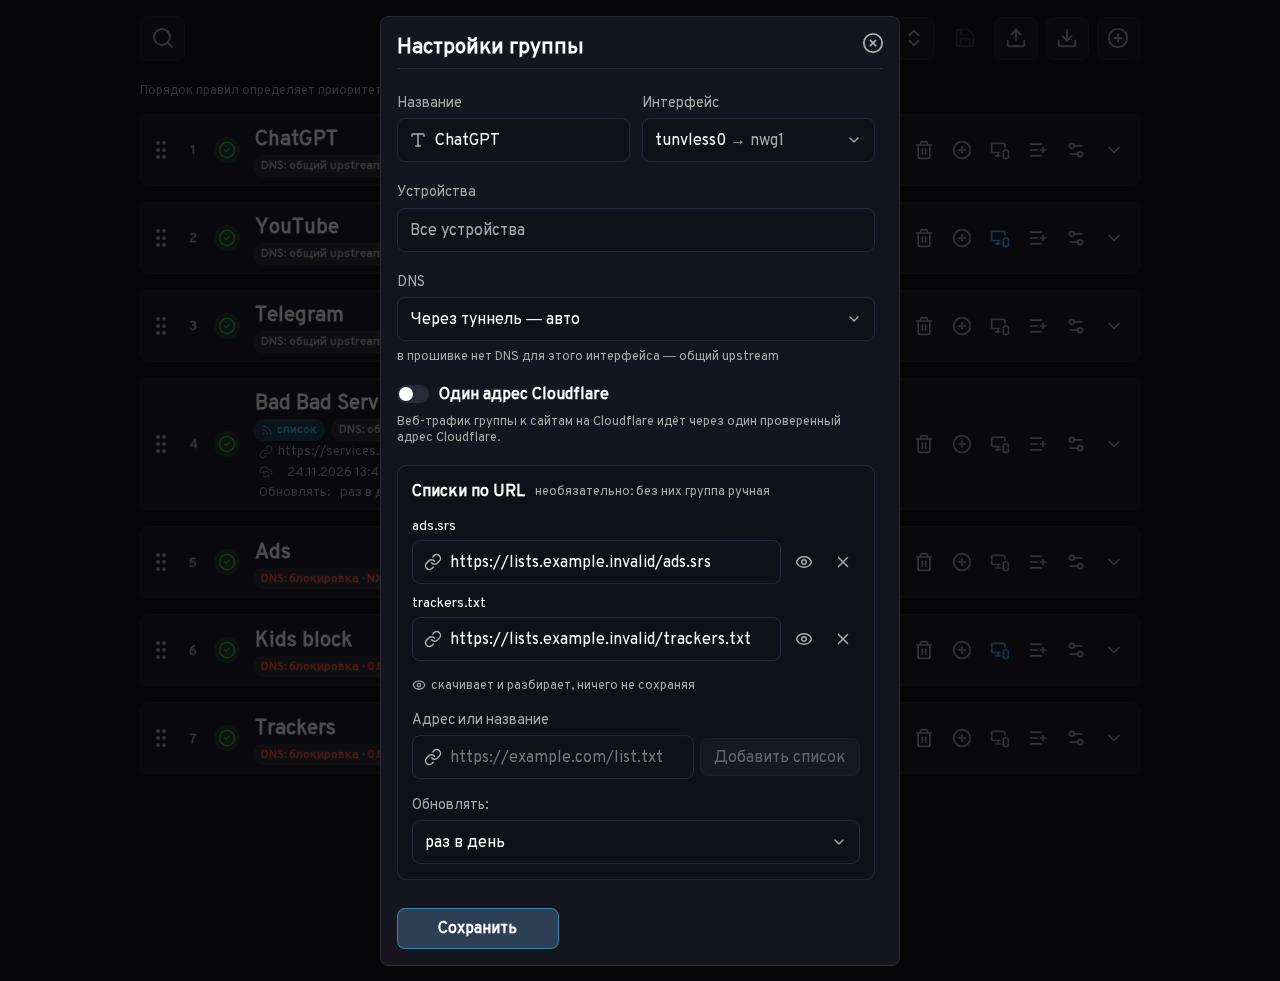 Настройки группы
Порядок правил определяет приоритет
Название
Интерфейс
ChatGPT
tunvless0 → nwg1
Устройства
Все устройства
DNS
Через туннель — авто
в прошивке нет DNS для этого интерфейса — общий upstream
Один адрес Cloudflare
Веб-трафик группы к сайтам на Cloudflare идёт через один проверенный
адрес Cloudflare.
Списки по URL необязательно: без них группа ручная
ads.srs
https://lists.example.invalid/ads.srs
trackers.txt
https://lists.example.invalid/trackers.txt
скачивает и разбирает, ничего не сохраняя
Адрес или название
https://example.com/list.txt
Добавить список
Обновлять:
раз в день
Сохранить
1
ChatGPT
DNS: общий upstream
2
YouTube
DNS: общий upstream
3
Telegram
DNS: общий upstream
4
Bad Bad Serv
список
DNS: об
https://services.
24.11.2026 13:4
Обновлять: раз в д
5
Ads
DNS: блокировка · NX
6
Kids block
DNS: блокировка · 0.0
7
Trackers
DNS: блокировка · 0.0